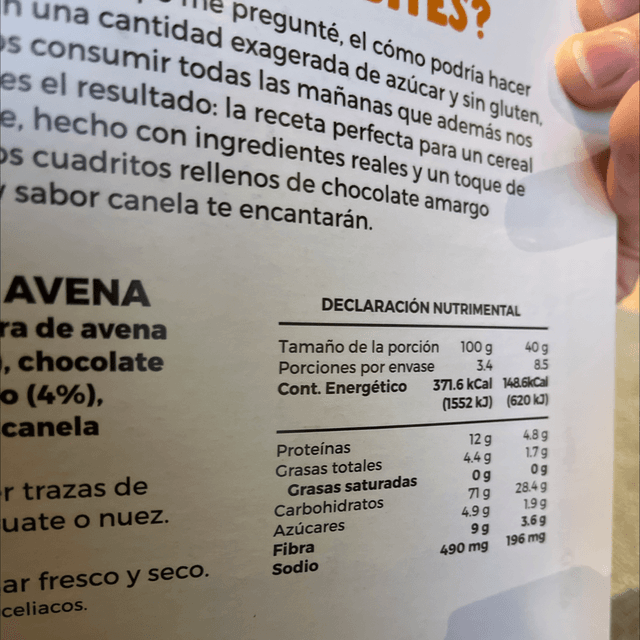 pregunté, el cómo podría hacer
una cantidad exagerada de azúcar y sin gluten,
consumir todas las mañanas que además nos
es el resultado: la receta perfecta para un cereal
hecho con ingredientes reales y un toque de
cuadritos rellenos de chocolate amargo
sabor canela te encantarán.
AVENA
de avena
chocolate
(4%),
canela
trazas de
o nuez.
fresco y seco.
celiacos.
DECLARACIÓN NUTRIMENTAL
Tamaño de la porción 100 g 40 g
Porciones por envase 3.4 8.5
Cont. Energético 371.6 kCal 148.6kCal
(1552 kJ) (620 kJ)
Proteínas 12 g 4.8 g
Grasas totales 4.4 g 1.7 g
Grasas saturadas 0 g 0 g
Carbohidratos 71 g 28.4 g
Azúcares 4.9 g 1.9 g
Fibra 9 g 3.6 g
Sodio 490 mg 196 mg